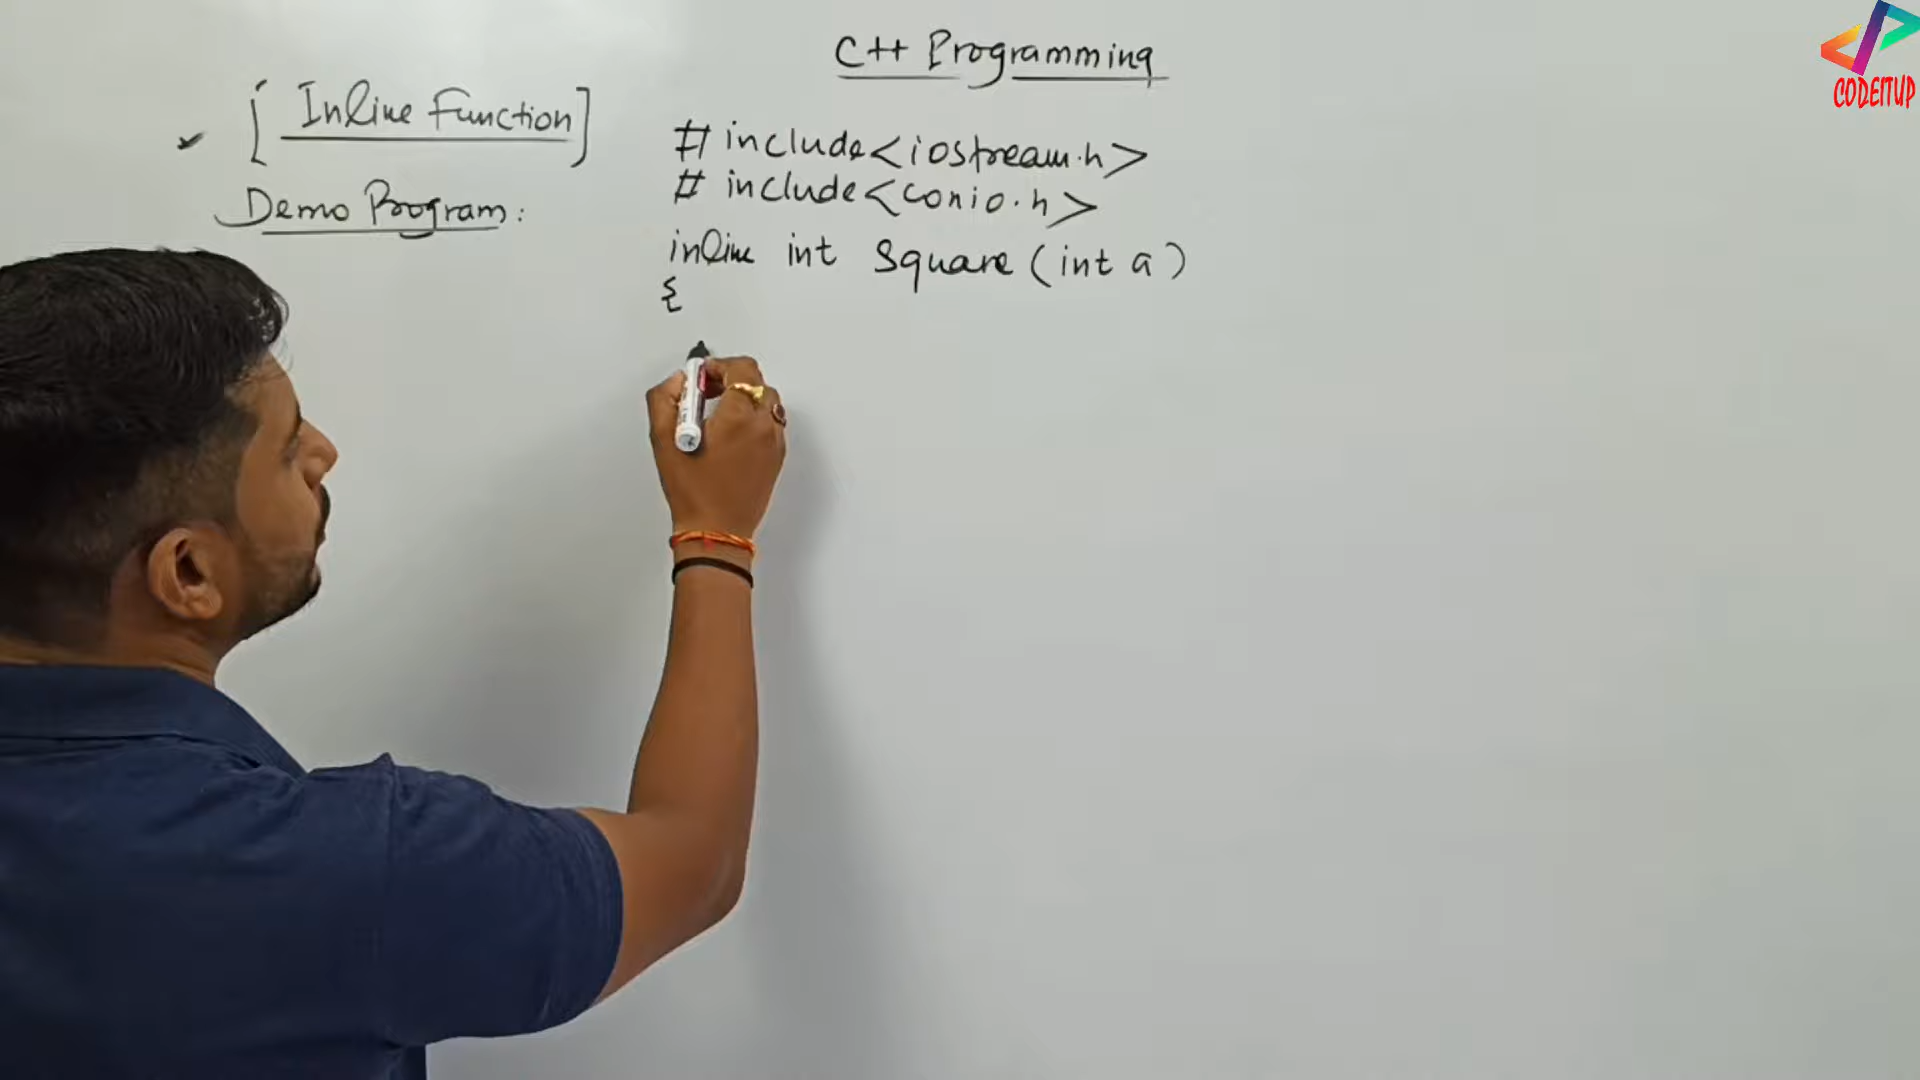 C++ Programming
[Inline Function]
Demo Program:
#include<iostream.h>
#include<conio.h>
inline int Square(int a)
{
CODEITUP